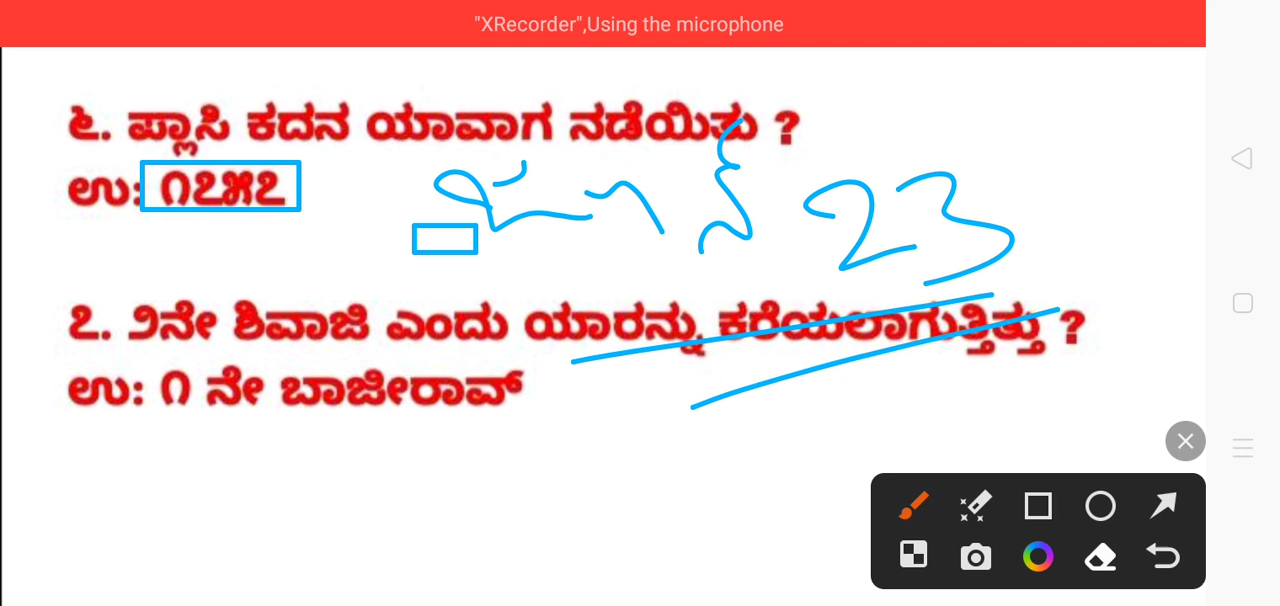 "XRecorder",Using the microphone
೬. ಪ್ಲಾಸಿ ಕದನ ಯಾವಾಗ ನಡೆಯಿತು ?
ಉ: ೧೭೫೭
ಜೂನ್ 23
೭. ೨ನೇ ಶಿವಾಜಿ ಎಂದು ಯಾರನ್ನು ಕರೆಯಲಾಗುತ್ತಿತ್ತು ?
ಉ: ೧ ನೇ ಬಾಜೀರಾವ್